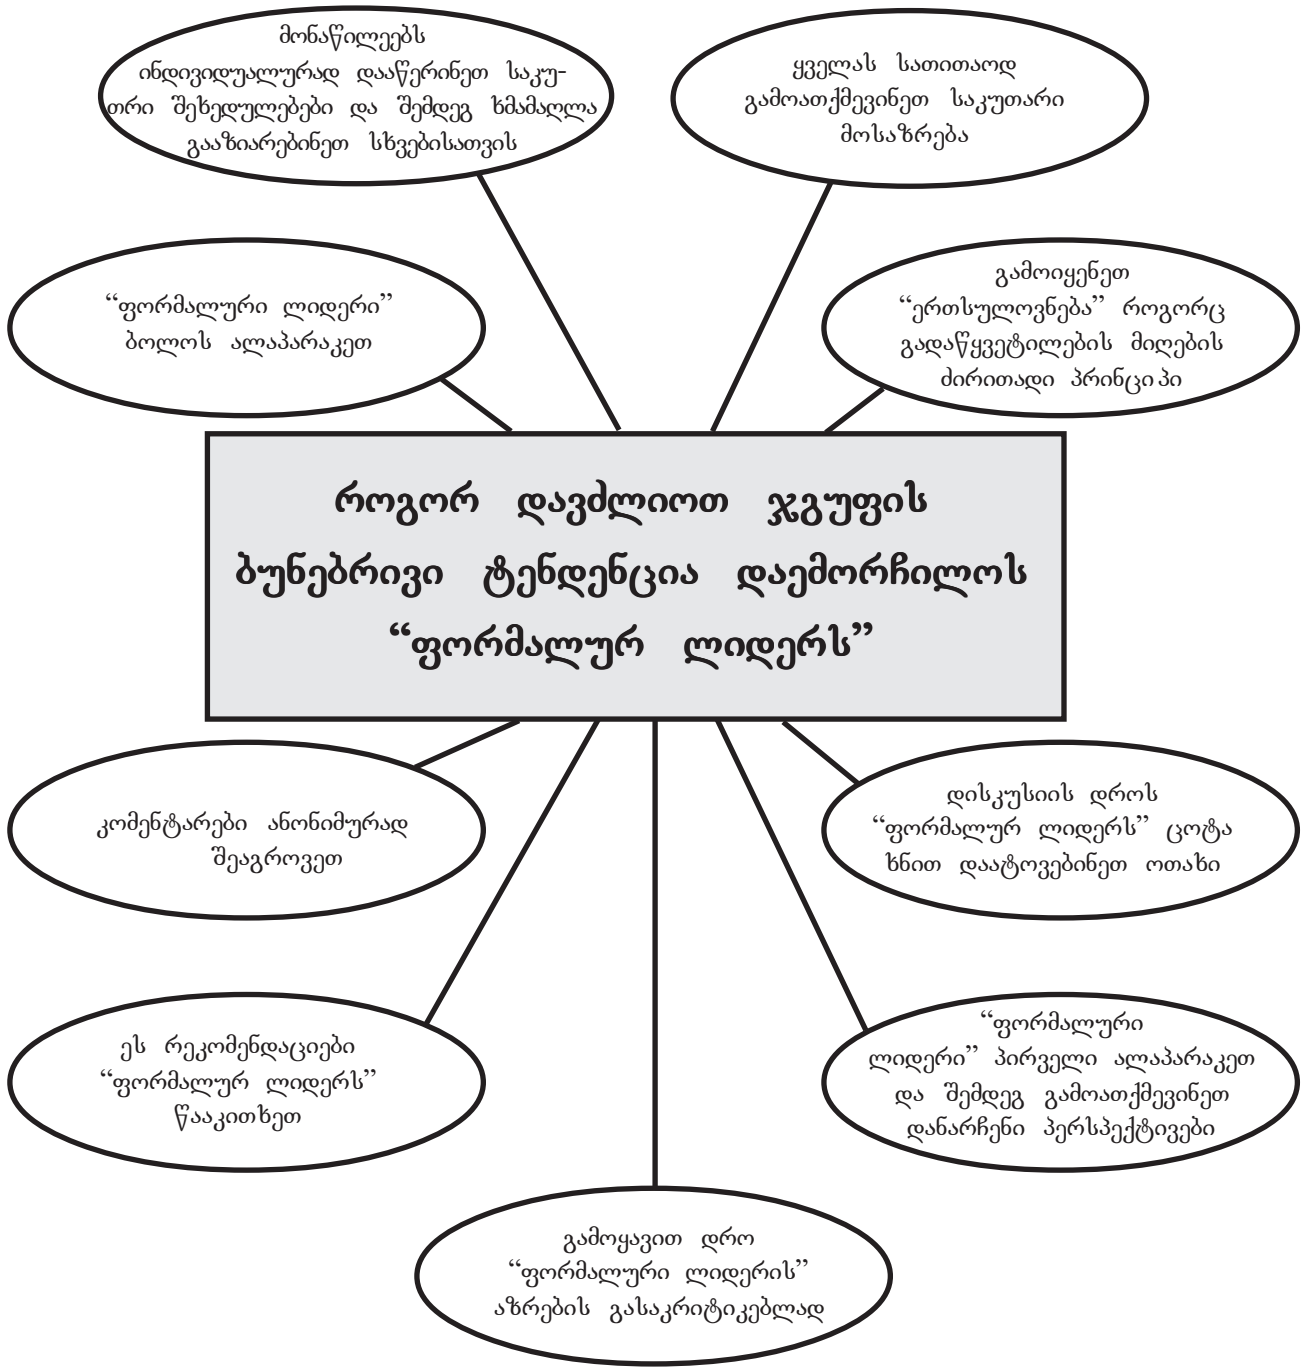 მონაწილეებს
ინდივიდუალურად დააწერინეთ საკუ-
თრი შეხედულებები და შემდეგ ხმამაღლა
გააზიარებინეთ სხვებისათვის
ყველას სათითაოდ
გამოათქმევინეთ საკუთარი
მოსაზრება
“ფორმალური ლიდერი”
ბოლოს ალაპარაკეთ
გამოიყენეთ
“ერთსულოვნება” როგორც
გადაწყვეტილების მიღების
ძირითადი პრინციპი
როგორ დავძლიოთ ჯგუფის
ბუნებრივი ტენდენცია დაემორჩილოს
“ფორმალურ ლიდერს”
კომენტარები ანონიმურად
შეაგროვეთ
დისკუსიის დროს
“ფორმალურ ლიდერს” ცოტა
ხნით დაატოვებინეთ ოთახი
ეს რეკომენდაციები
“ფორმალურ ლიდერს”
წააკითხეთ
“ფორმალური
ლიდერი” პირველი ალაპარაკეთ
და შემდეგ გამოათქმევინეთ
დანარჩენი პერსპექტივები
გამოყავით დრო
“ფორმალური ლიდერის”
აზრების გასაკრიტიკებლად